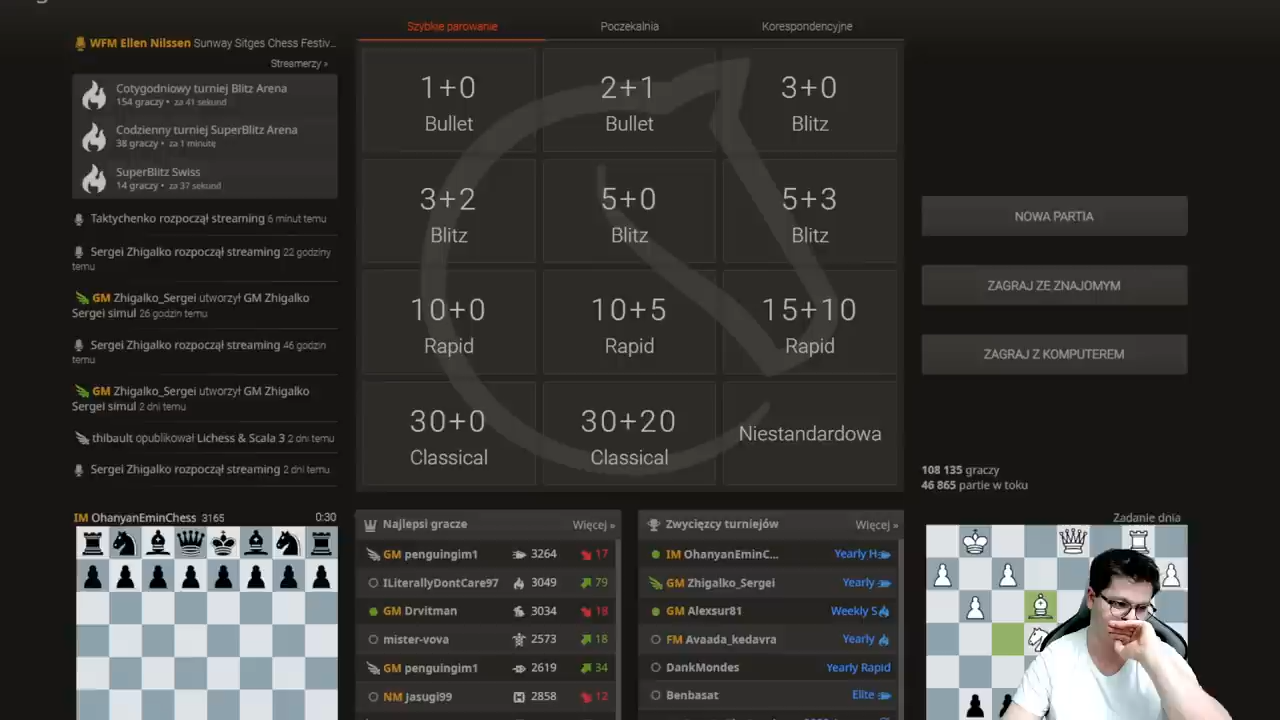 Szybkie parowanie
Poczekalnia
Korespondencyjne
WFM Ellen Nilssen Sunway Sitges Chess Festiv...
Streamerzy »
Cotygodniowy turniej Blitz Arena
154 graczy • za 41 sekund
Codzienny turniej SuperBlitz Arena
38 graczy • za 1 minutę
SuperBlitz Swiss
14 graczy • za 37 sekund
Taktychenko rozpoczął streaming 6 minut temu
Sergei Zhigalko rozpoczął streaming 22 godziny
temu
GM Zhigalko_Sergei utworzył GM Zhigalko
Sergei simul 26 godzin temu
Sergei Zhigalko rozpoczął streaming 46 godzin
temu
GM Zhigalko_Sergei utworzył GM Zhigalko
Sergei simul 2 dni temu
thibault opublikował Lichess & Scala 3 2 dni temu
Sergei Zhigalko rozpoczął streaming 2 dni temu
1+0
Bullet
2+1
Bullet
3+0
Blitz
3+2
Blitz
5+0
Blitz
5+3
Blitz
10+0
Rapid
10+5
Rapid
15+10
Rapid
30+0
Classical
30+20
Classical
Niestandardowa
NOWA PARTIA
ZAGRAJ ZE ZNAJOMYM
ZAGRAJ Z KOMPUTEREM
108 135 graczy
46 865 partie w toku
IM OhanyanEminChess 3165 0:30
Najlepsi gracze Więcej »
GM penguingim1 3264 17
ILiterallyDontCare97 3049 79
GM Drvitman 3034 18
mister-vova 2573 18
GM penguingim1 2619 34
NM Jasugi99 2858 12
Zwycięzcy turniejów Więcej »
IM OhanyanEminC... Yearly H
GM Zhigalko_Sergei Yearly
GM Alexsur81 Weekly S
FM Avaada_kedavra Yearly
DankMondes Yearly Rapid
Benbasat Elite
Zadanie dnia